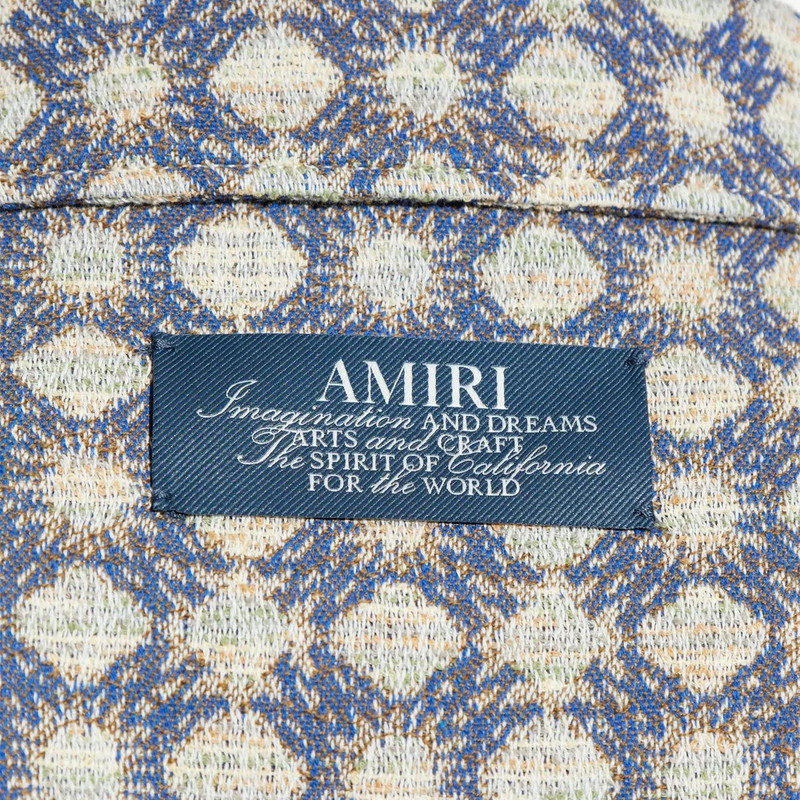 AMIRI
Imagination AND DREAMS
ARTS and CRAFT
The SPIRIT OF California
FOR the WORLD